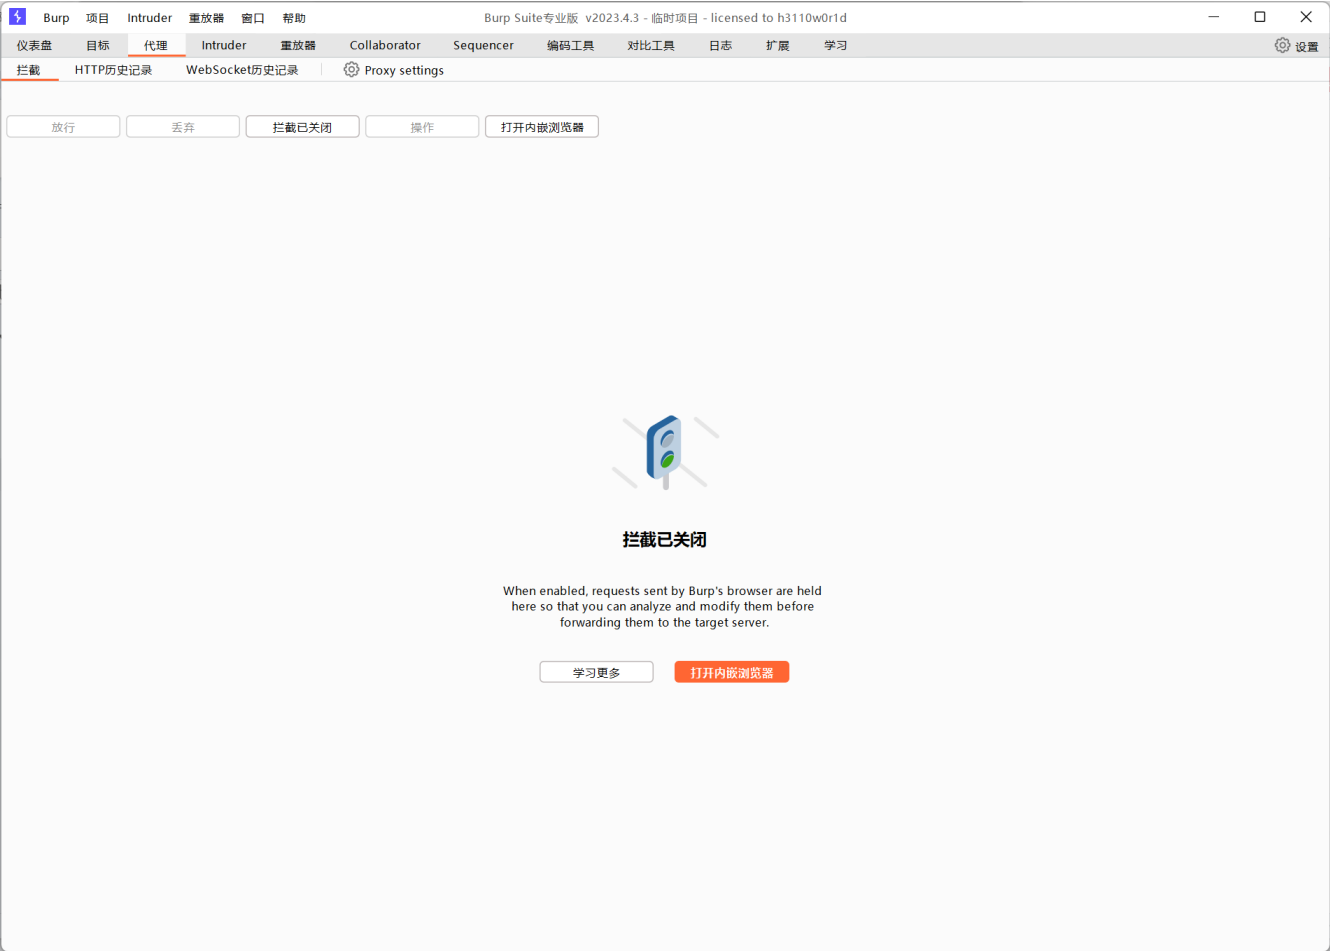 Burp 项目 Intruder 重放器 窗口 帮助 Burp Suite专业版 v2023.4.3 - 临时项目 - licensed to h3110w0r1d
仪表盘 目标 代理 Intruder 重放器 Collaborator Sequencer 编码工具 对比工具 日志 扩展 学习 设置
拦截 HTTP历史记录 WebSocket历史记录 Proxy settings
放行 丢弃 拦截已关闭 操作 打开内嵌浏览器
拦截已关闭
When enabled, requests sent by Burp's browser are held
here so that you can analyze and modify them before
forwarding them to the target server.
学习更多 打开内嵌浏览器